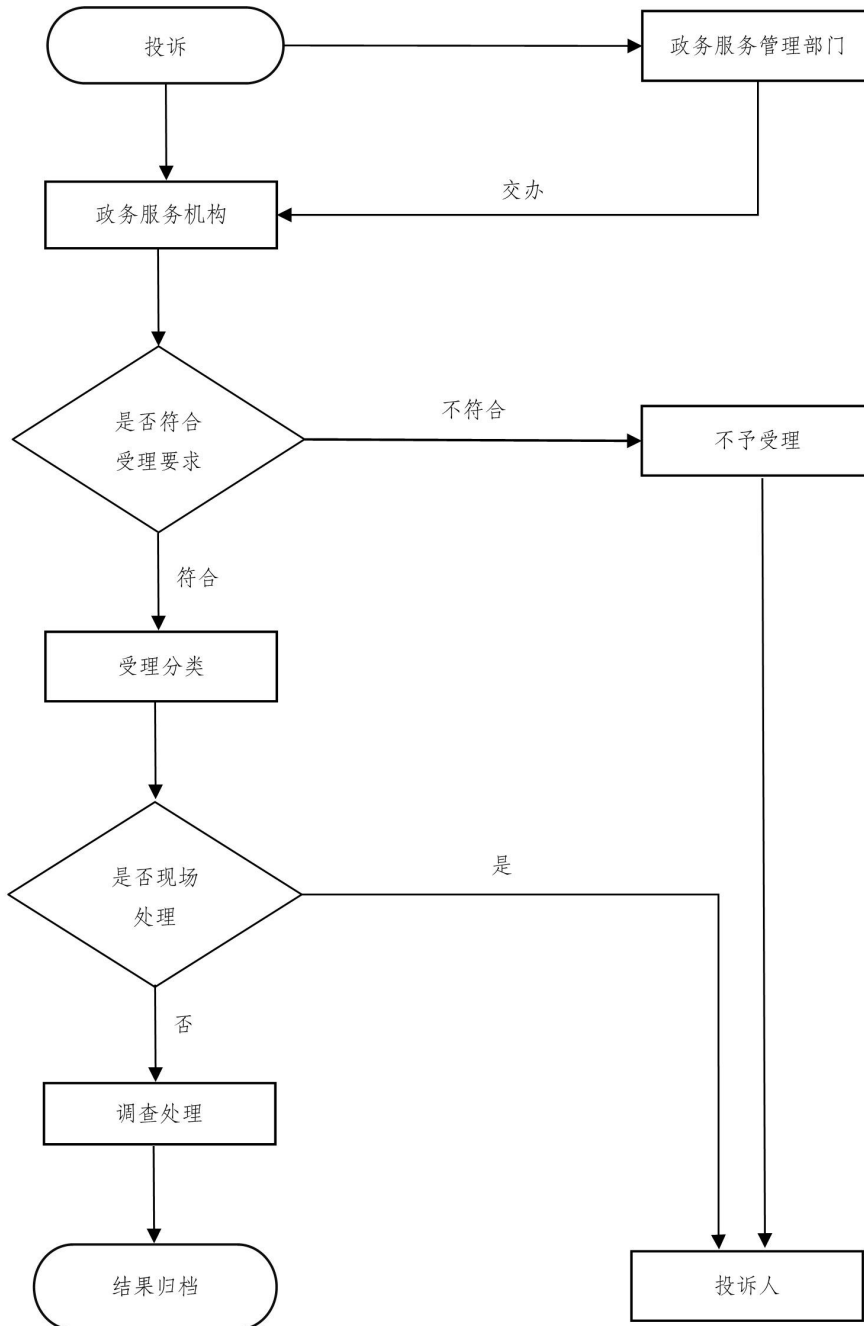 投诉
政务服务管理部门
交办
政务服务机构
不符合
是否符合
受理要求
不予受理
符合
受理分类
是
是否现场
处理
否
调查处理
结果归档
投诉人